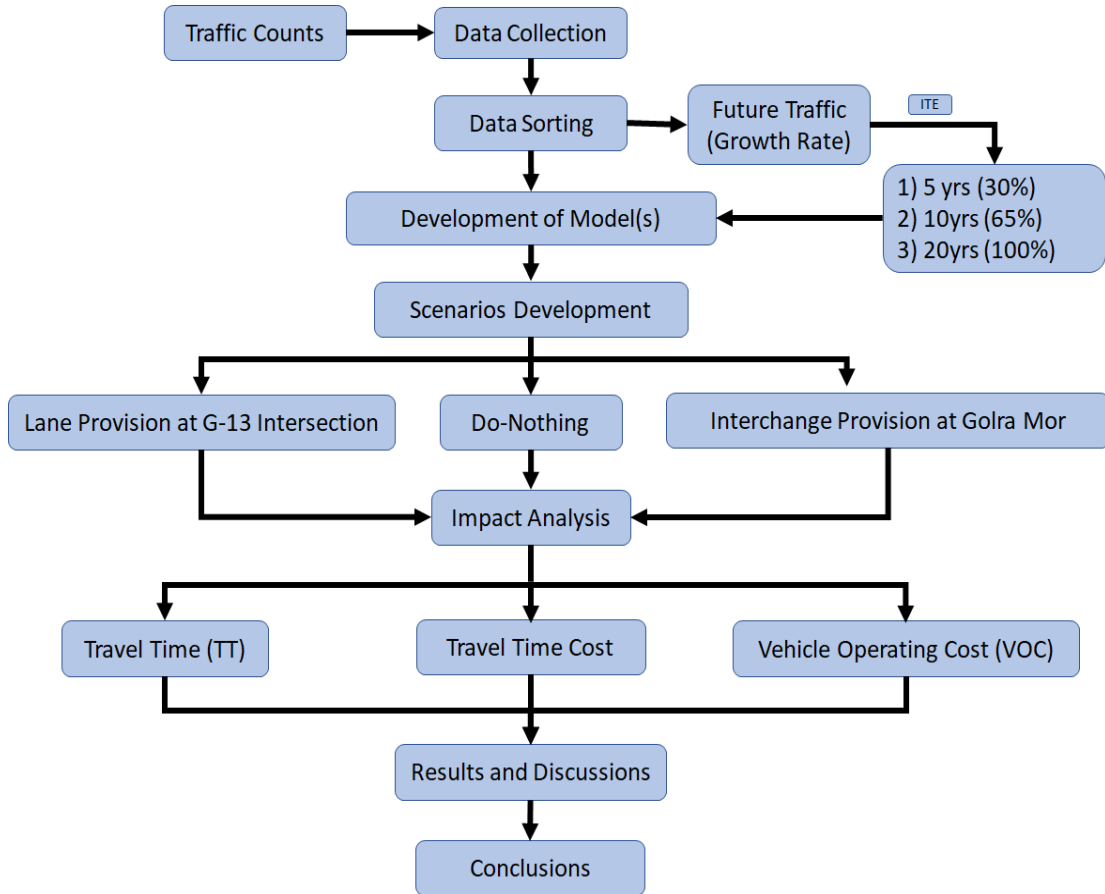 Traffic Counts
Data Collection
Data Sorting
Future Traffic
(Growth Rate)
ITE
1) 5 yrs (30%)
2) 10yrs (65%)
3) 20yrs (100%)
Development of Model(s)
Scenarios Development
Lane Provision at G-13 Intersection
Do-Nothing
Interchange Provision at Golra Mor
Impact Analysis
Travel Time (TT)
Travel Time Cost
Vehicle Operating Cost (VOC)
Results and Discussions
Conclusions